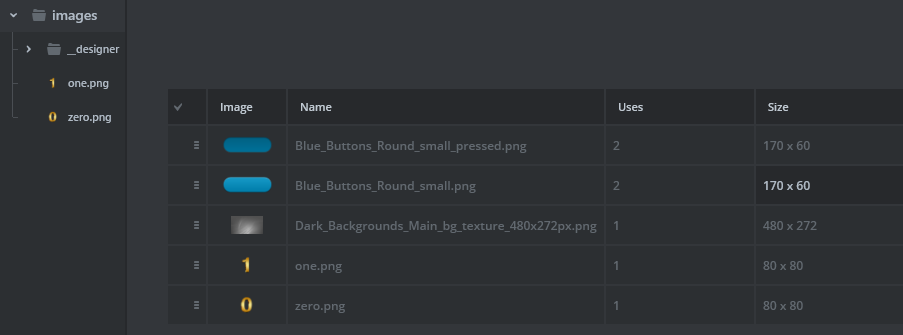 images
__designer
one.png
zero.png
Image Name Uses Size
Blue_Buttons_Round_small_pressed.png 2 170 x 60
Blue_Buttons_Round_small.png 2 170 x 60
Dark_Backgrounds_Main_bg_texture_480x272px.png 1 480 x 272
1 one.png 1 80 x 80
0 zero.png 1 80 x 80